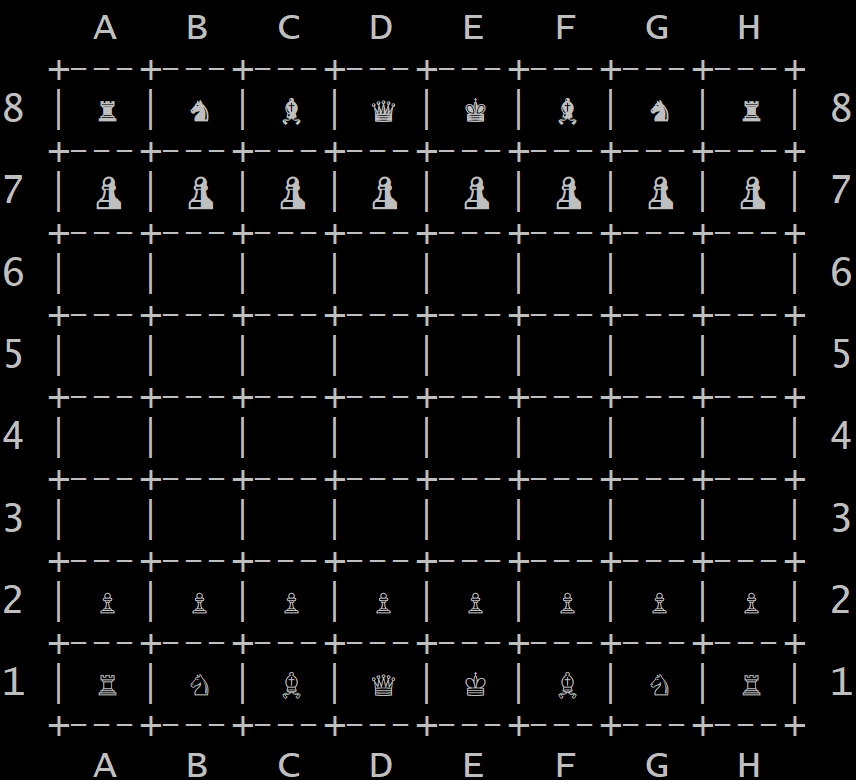 A B C D E F G H
+---+---+---+---+---+---+---+---+
8 | ♜ | ♞ | ♝ | ♛ | ♚ | ♝ | ♞ | ♜ | 8
+---+---+---+---+---+---+---+---+
7 | ♟ | ♟ | ♟ | ♟ | ♟ | ♟ | ♟ | ♟ | 7
+---+---+---+---+---+---+---+---+
6 | | | | | | | | | 6
+---+---+---+---+---+---+---+---+
5 | | | | | | | | | 5
+---+---+---+---+---+---+---+---+
4 | | | | | | | | | 4
+---+---+---+---+---+---+---+---+
3 | | | | | | | | | 3
+---+---+---+---+---+---+---+---+
2 | ♙ | ♙ | ♙ | ♙ | ♙ | ♙ | ♙ | ♙ | 2
+---+---+---+---+---+---+---+---+
1 | ♖ | ♘ | ♗ | ♕ | ♔ | ♗ | ♘ | ♖ | 1
+---+---+---+---+---+---+---+---+
A B C D E F G H